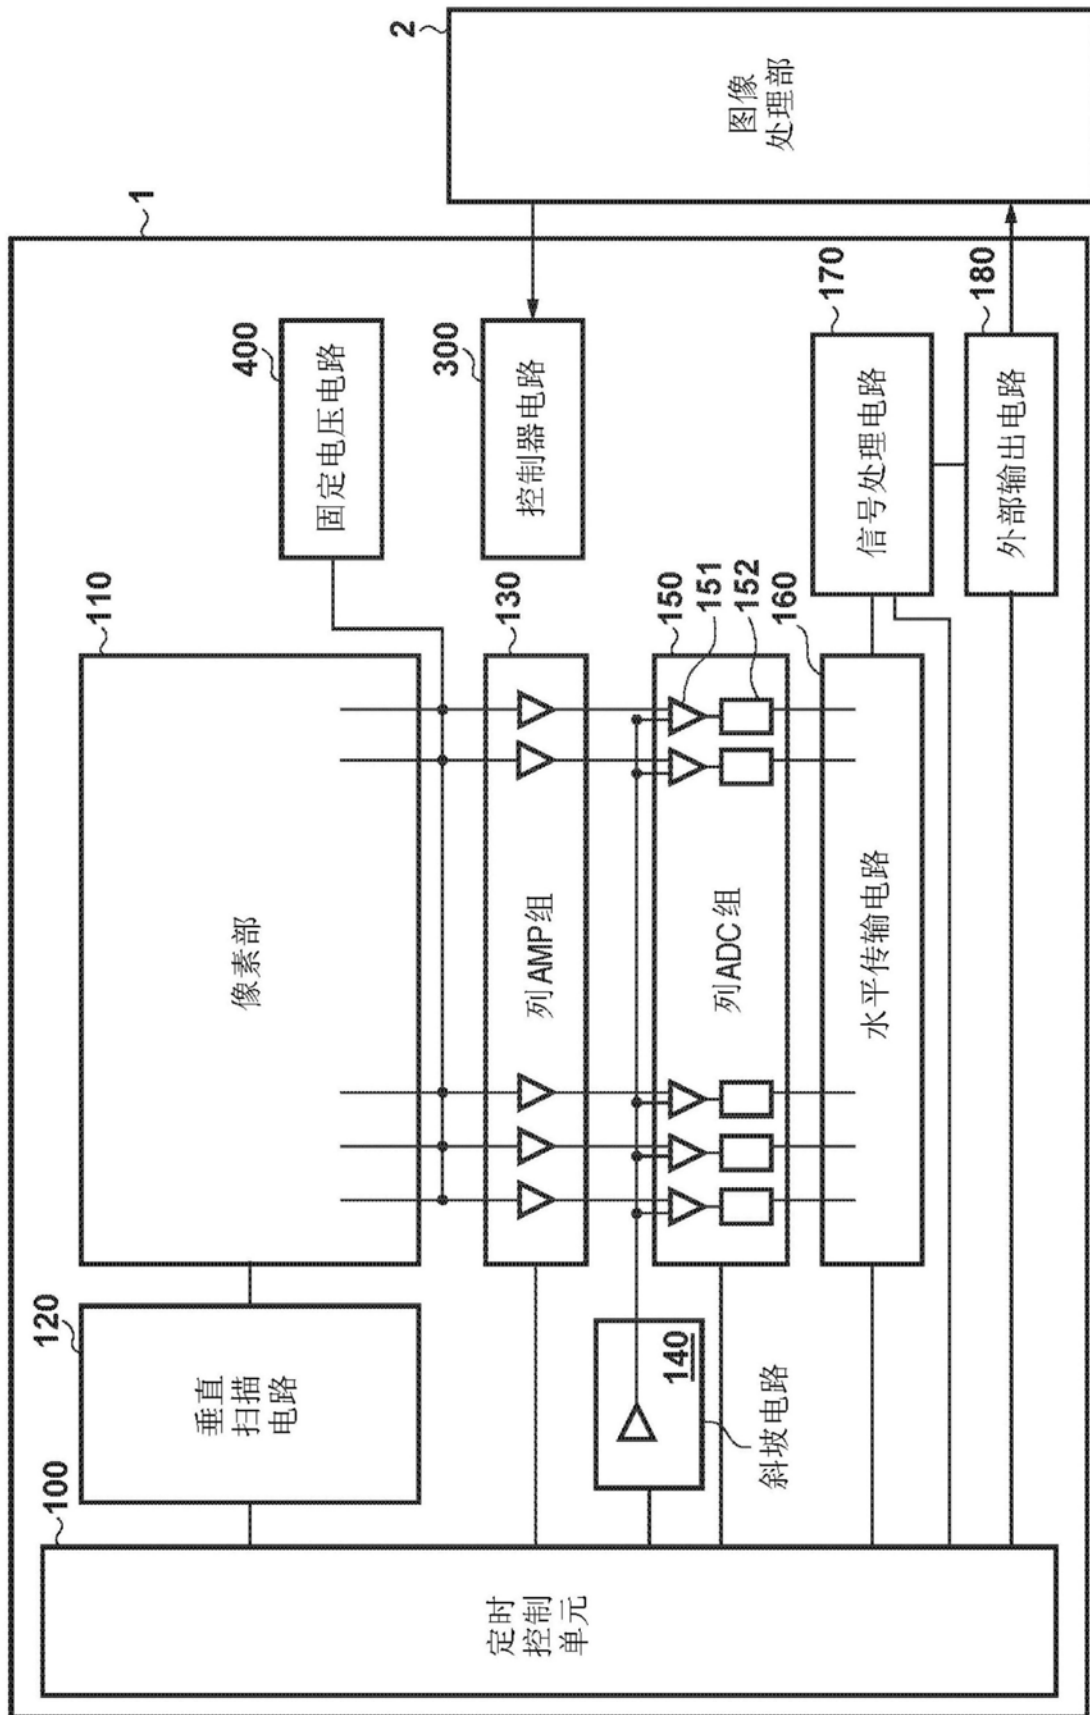 1
2
100
定时
控制
单元
120
垂直
扫描
电路
110
像素部
400
固定电压电路
300
控制器电路
图像
处理部
130
列AMP组
140
斜坡电路
150
151
152
列ADC组
160
水平传输电路
170
信号处理电路
180
外部输出电路